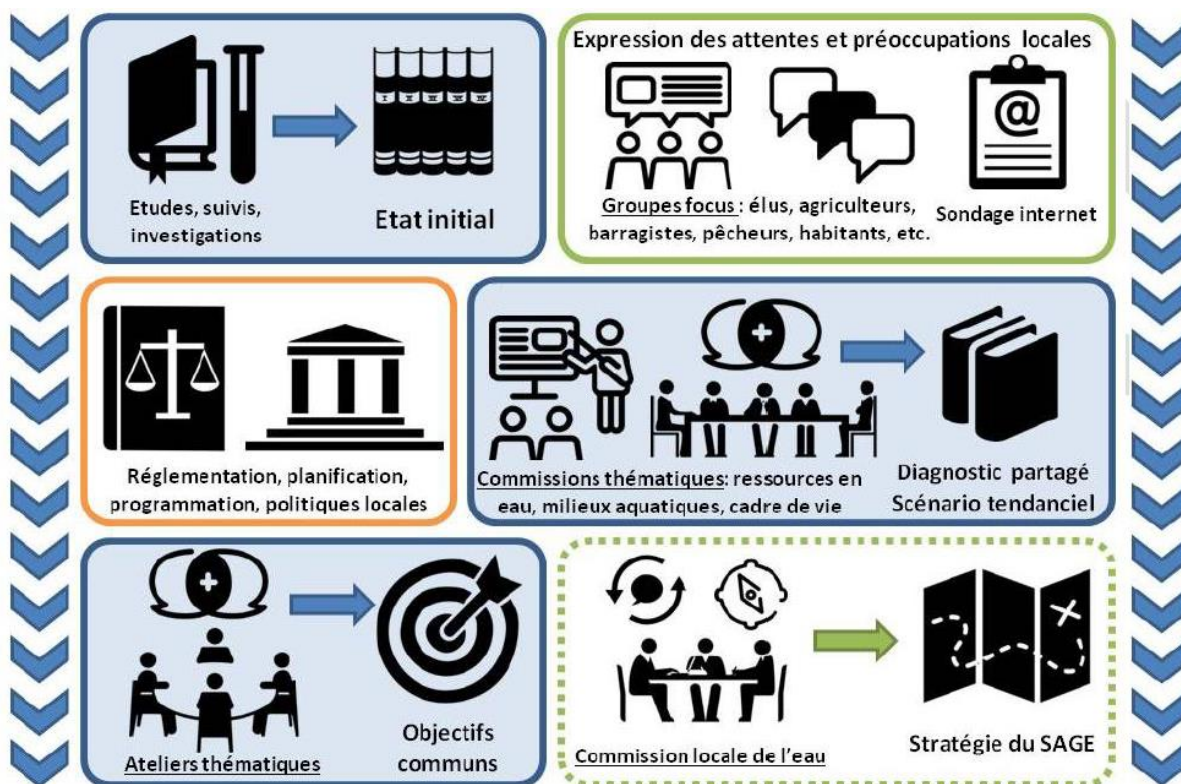 Etudes, suivis,
investigations
Etat initial
Expression des attentes et préoccupations locales
@
Groupes focus : élus, agriculteurs,
barragistes, pêcheurs, habitants, etc.
Sondage internet
Réglementation, planification,
programmation, politiques locales
Commissions thématiques: ressources en
eau, milieux aquatiques, cadre de vie
Diagnostic partagé
Scénario tendanciel
Ateliers thématiques
Objectifs
communs
Commission locale de l'eau
Stratégie du SAGE